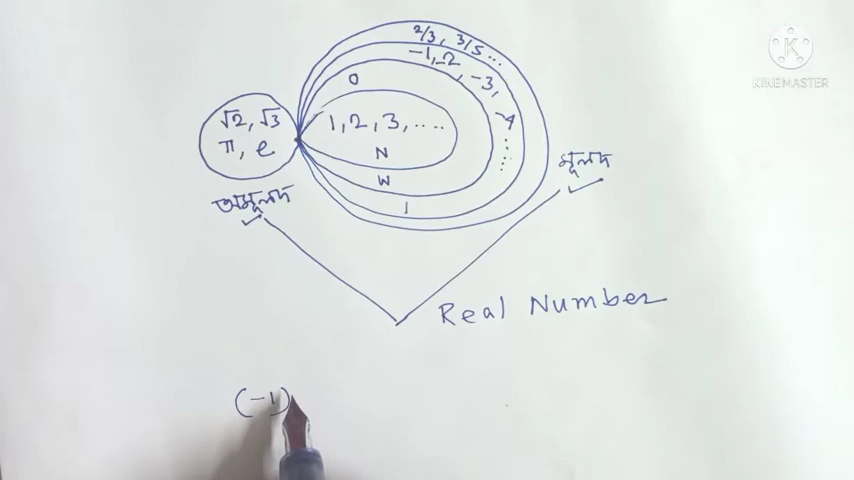 2/3, 3/5 ...
-1, -2, -3, -4 ....
0
1, 2, 3, ....
N
W
I
√2, √3
π, e
অমূলদ
মূলদ
Real Number
(-1)
K
KINEMASTER